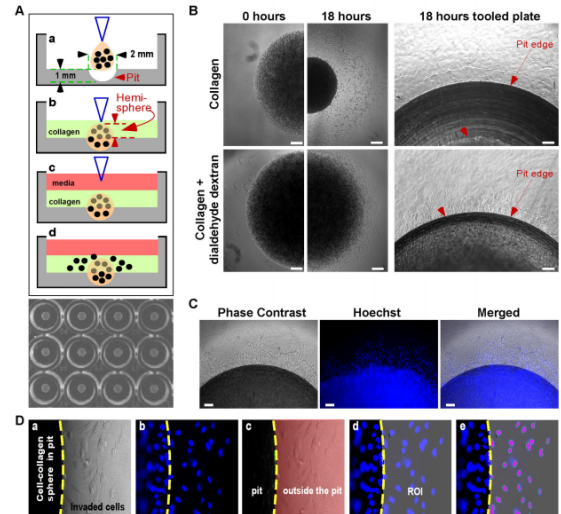 A
a
2 mm
1 mm
Pit
b
Hemi-
sphere
collagen
c
media
collagen
d
B
0 hours
18 hours
18 hours tooled plate
Collagen
Pit edge
Collagen +
dialdehyde dextran
Pit edge
C
Phase Contrast
Hoechst
Merged
D
a
b
c
d
e
Cell-collagen
sphere in pit
Invaded cells
pit
outside the pit
ROI